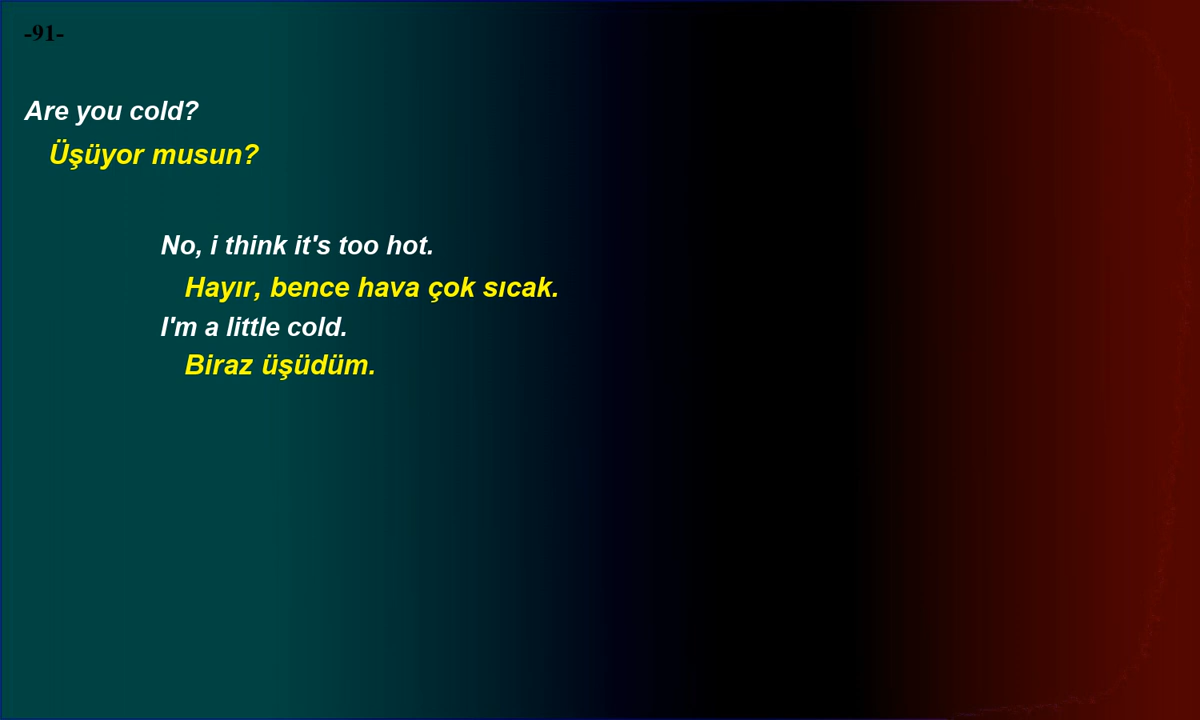 -91-
Are you cold?
Üşüyor musun?
No, i think it's too hot.
Hayır, bence hava çok sıcak.
I'm a little cold.
Biraz üşüdüm.